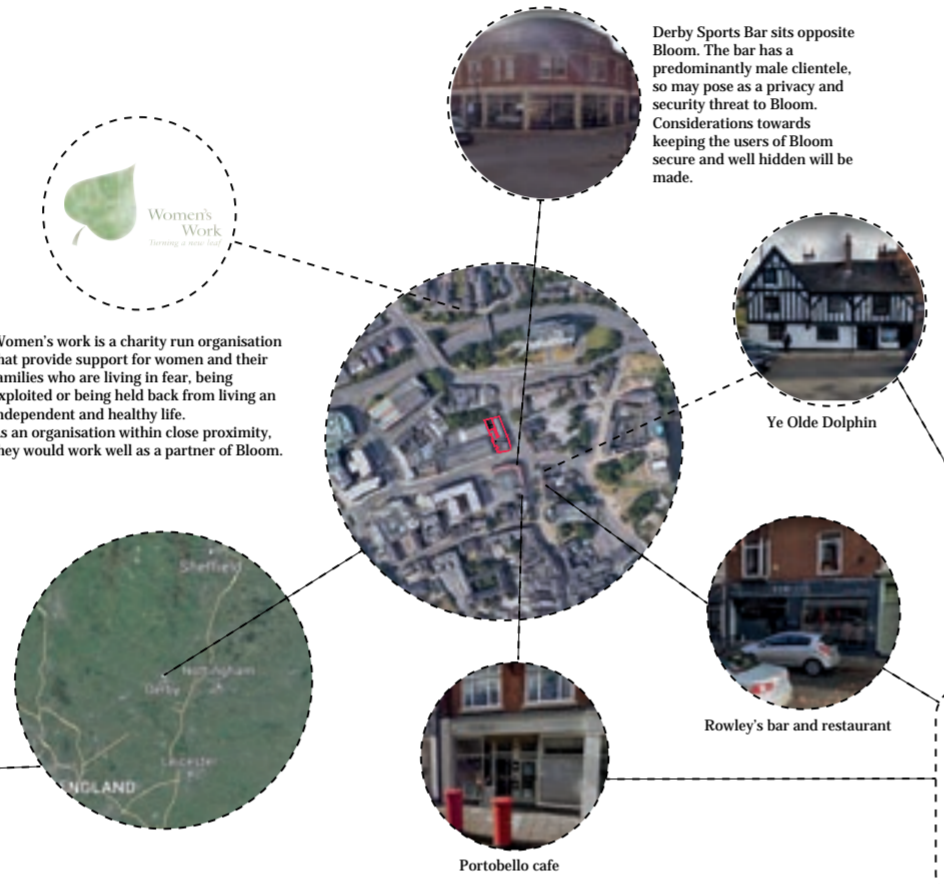 Derby Sports Bar sits opposite
Bloom. The bar has a
predominantly male clientele,
so may pose as a privacy and
security threat to Bloom.
Considerations towards
keeping the users of Bloom
secure and well hidden will be
made.
Women's
Work
Turning a new leaf
Women's work is a charity run organisation
hat provide support for women and their
amilies who are living in fear, being
xploited or being held back from living an
ndependent and healthy life.
s an organisation within close proximity,
hey would work well as a partner of Bloom.
Ye Olde Dolphin
Sheffield
Nottingham
Derby
Leicester
ENGLAND
Rowley's bar and restaurant
Portobello cafe